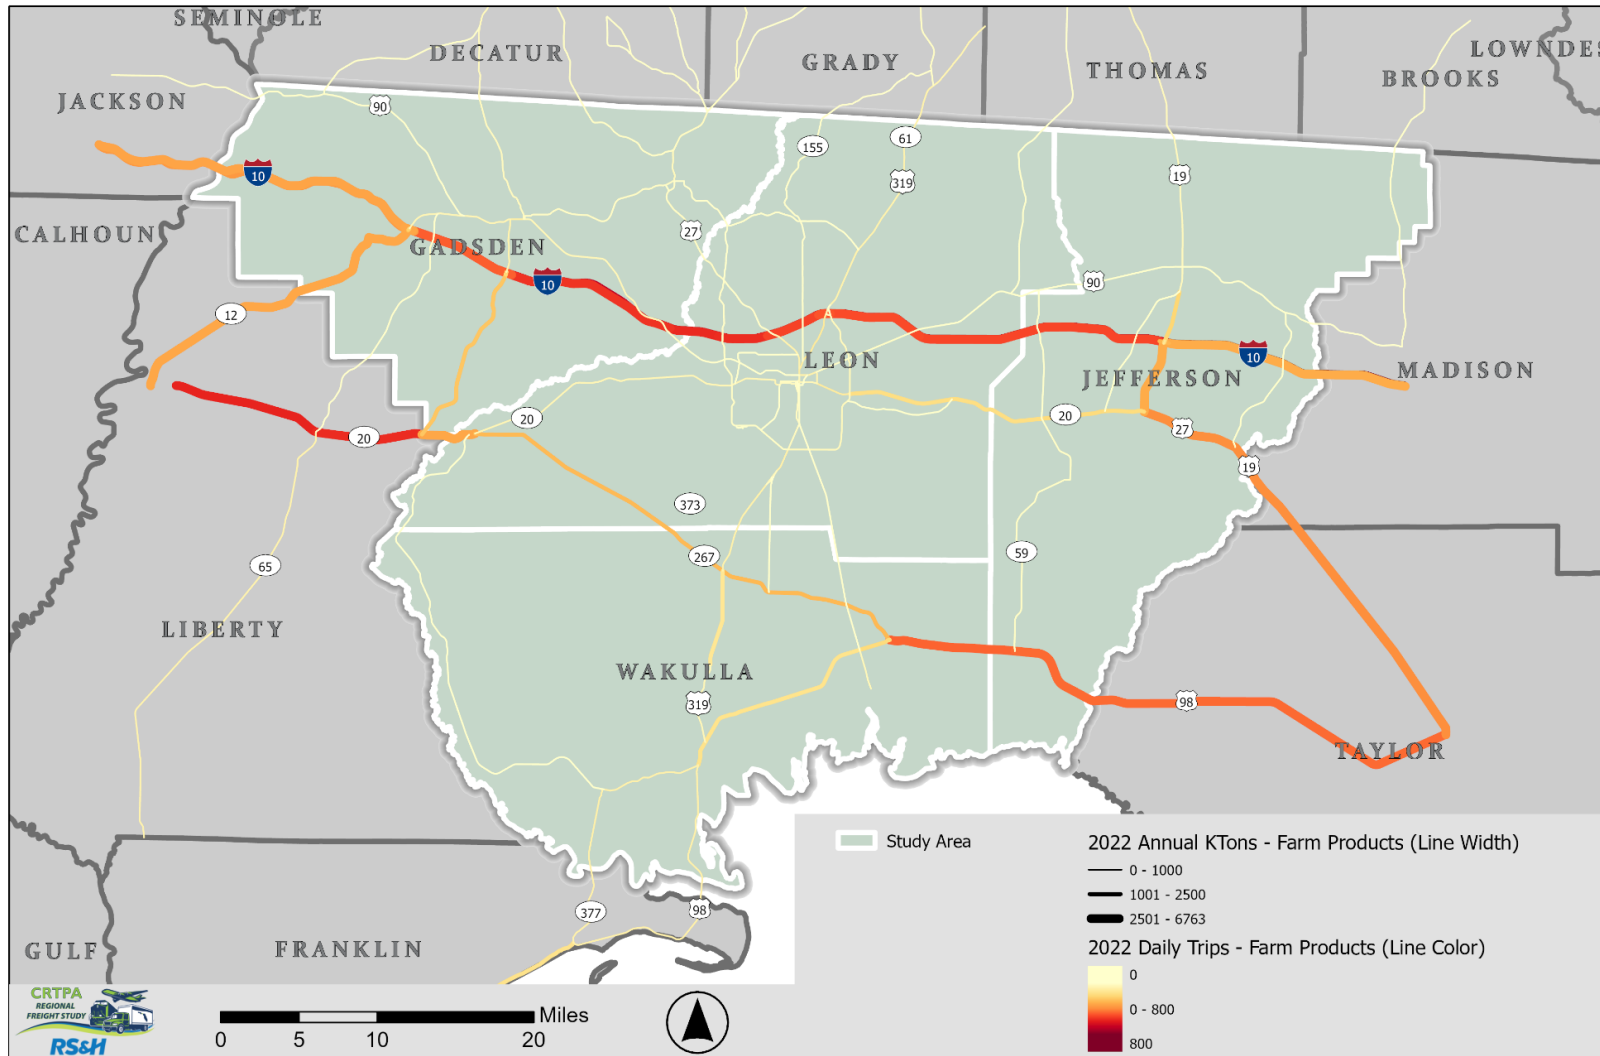 SEMINOLE
DECATUR
GRADY
THOMAS
LOWNDES
BROOKS
JACKSON
90
155
61
319
19
10
CALHOUN
27
GADSDEN
10
90
12
LEON
JEFFERSON
10
MADISON
20
20
20
27
19
373
267
59
65
LIBERTY
WAKULLA
319
98
TAYLOR
377
98
GULF
FRANKLIN
Study Area
2022 Annual KTons - Farm Products (Line Width)
0 - 1000
1001 - 2500
2501 - 6763
2022 Daily Trips - Farm Products (Line Color)
0
0 - 800
800
CRTPA
REGIONAL
FREIGHT STUDY
RS&H
Miles
0 5 10 20